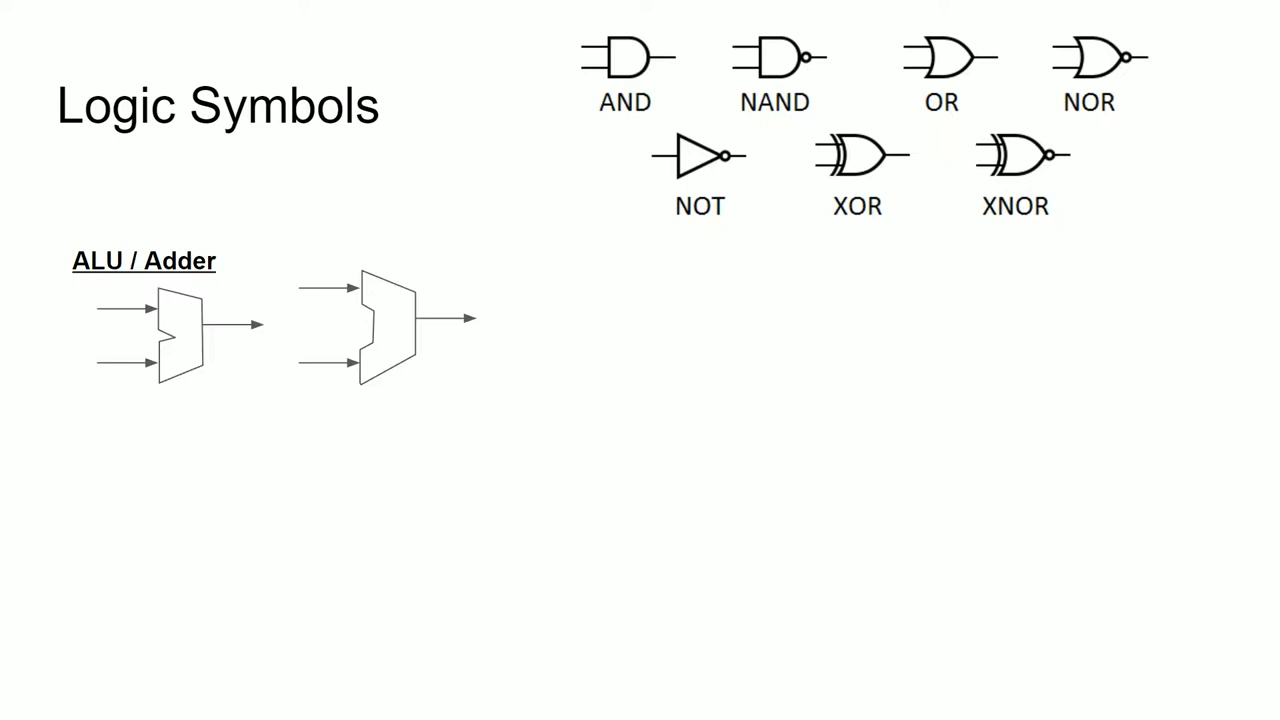 Logic Symbols
AND NAND OR NOR
NOT XOR XNOR
ALU / Adder